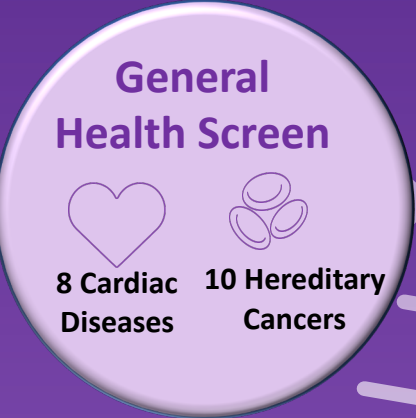 General
Health Screen
8 Cardiac
Diseases
10 Hereditary
Cancers